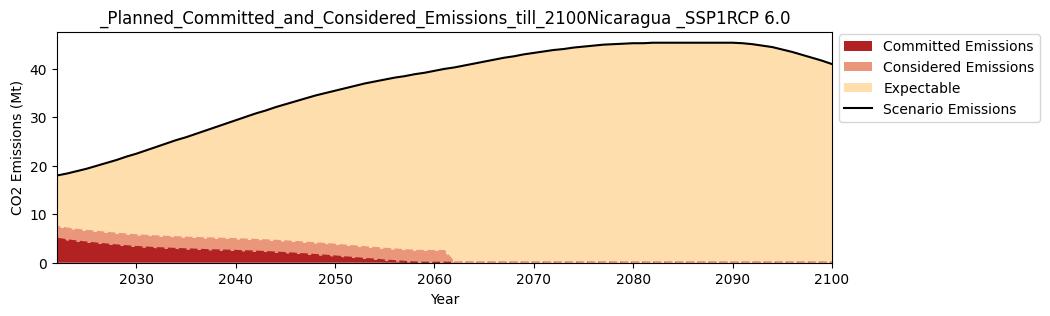 _Planned_Committed_and_Considered_Emissions_till_2100Nicaragua _SSP1RCP 6.0
CO2 Emissions (Mt)
40
30
20
10
0
2030 2040 2050 2060 2070 2080 2090 2100
Year
Committed Emissions
Considered Emissions
Expectable
Scenario Emissions